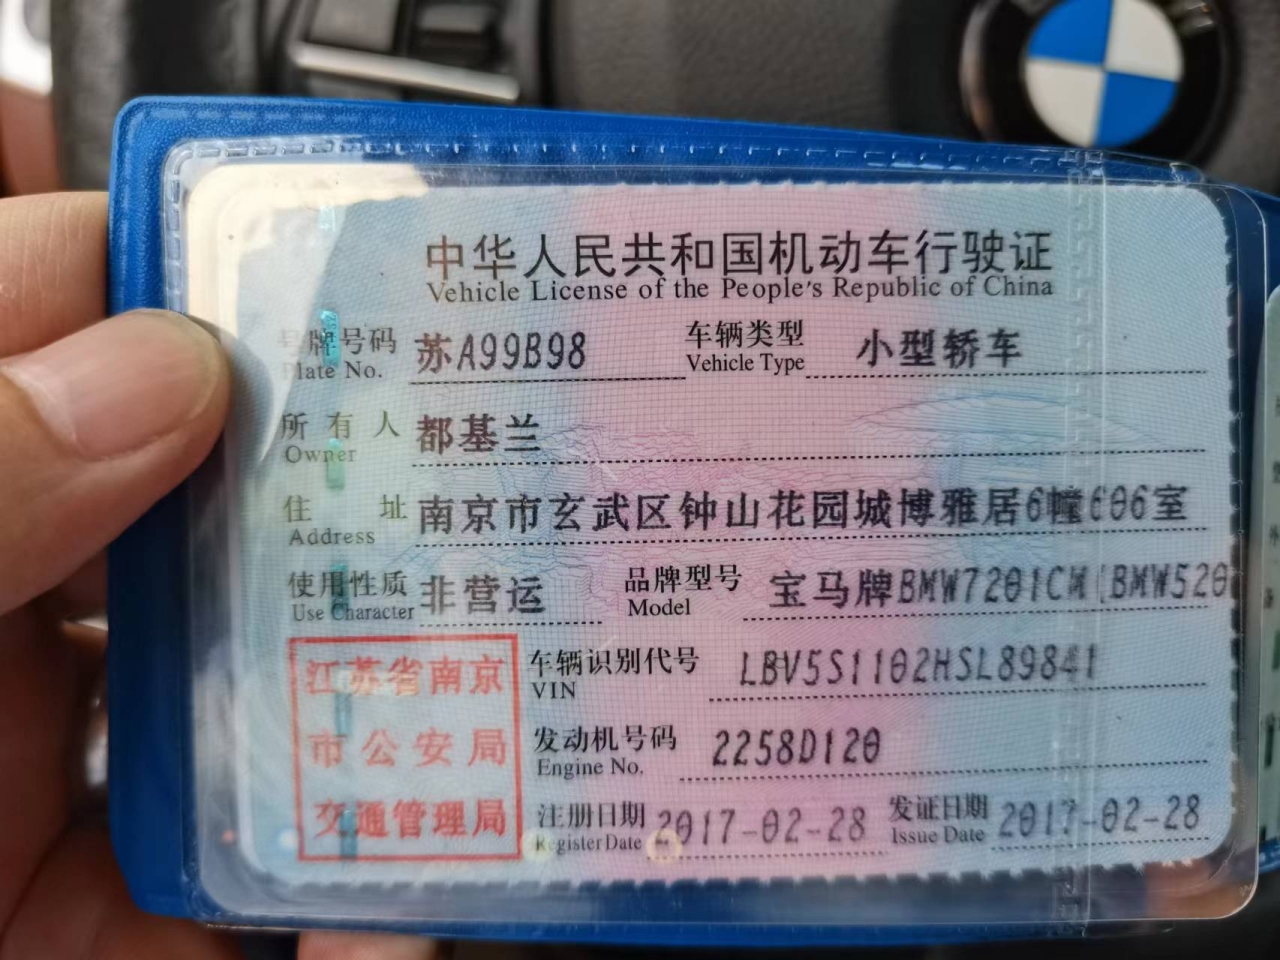 中华人民共和国机动车行驶证
Vehicle License of the People's Republic of China
号牌号码 苏A99B98 车辆类型 小型轿车
Plate No. Vehicle Type
所有人 都基兰
Owner
住址 南京市玄武区钟山花园城博雅居6幢606室
Address
使用性质 非营运 品牌型号 宝马牌BMW7201CM(BMW520
Use Character Model
江苏省南京
市公安局
交通管理局
车辆识别代号 LBV5S1102HSL89841
VIN
发动机号码 2258D120
Engine No.
注册日期 2017-02-28 发证日期 2017-02-28
Register Date Issue Date